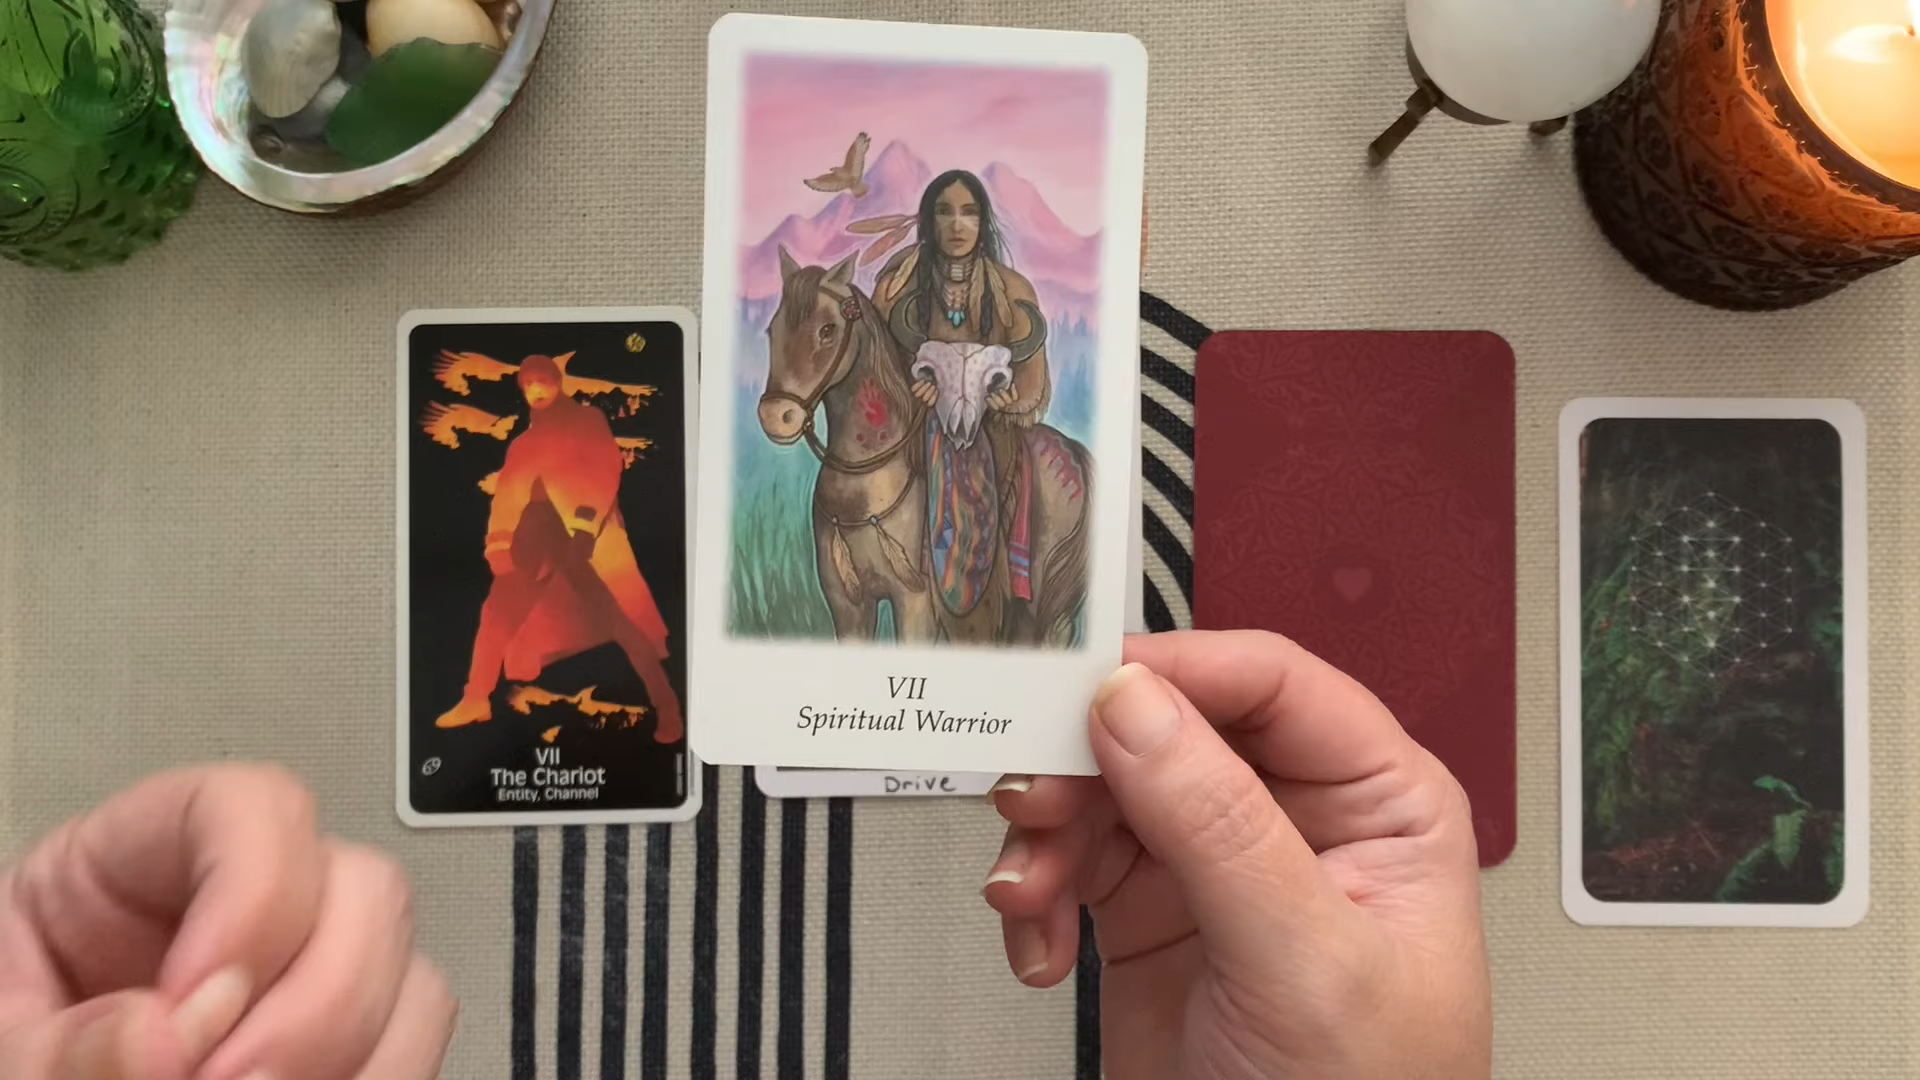 VII
Spiritual Warrior
VII
The Chariot
Entity, Channel
Drive